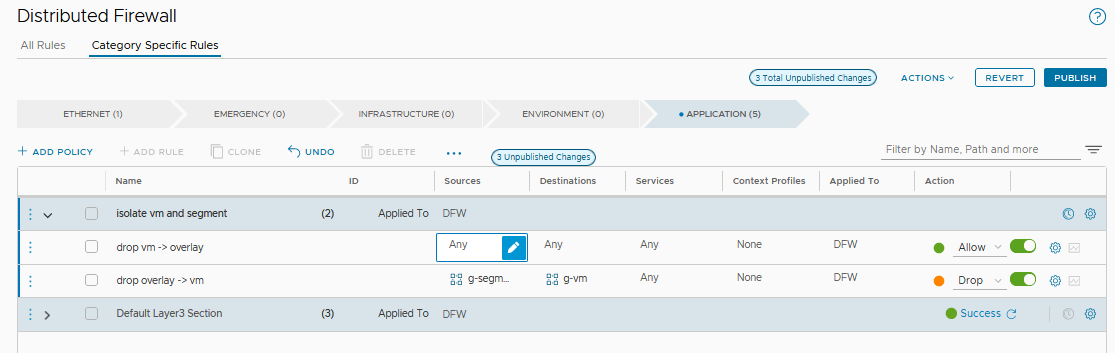 Distributed Firewall
?
All Rules Category Specific Rules
3 Total Unpublished Changes ACTIONS REVERT PUBLISH
ETHERNET (1) EMERGENCY (0) INFRASTRUCTURE (0) ENVIRONMENT (0) APPLICATION (5)
+ ADD POLICY + ADD RULE CLONE UNDO DELETE ... 3 Unpublished Changes Filter by Name, Path and more
Name ID Sources Destinations Services Context Profiles Applied To Action
isolate vm and segment (2) Applied To DFW
drop vm -> overlay Any Any Any None DFW Allow
drop overlay -> vm g-segm... g-vm Any None DFW Drop
Default Layer3 Section (3) Applied To DFW Success